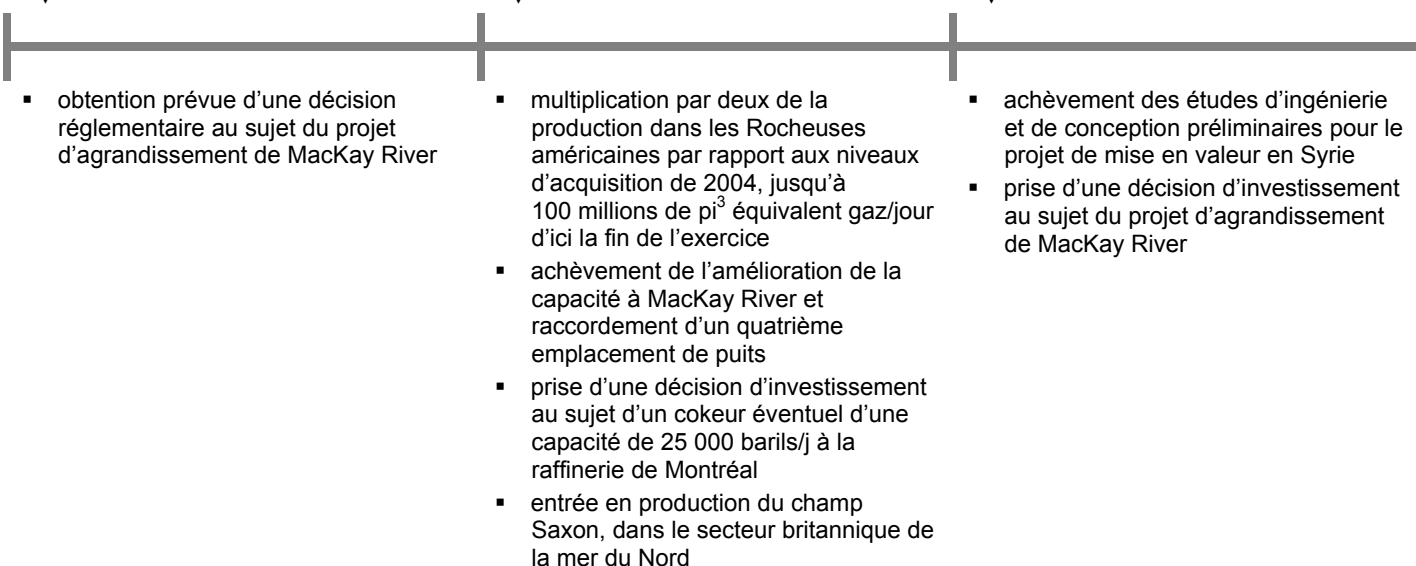 ▪ obtention prévue d’une décision
réglementaire au sujet du projet
d’agrandissement de MacKay River
▪ multiplication par deux de la
production dans les Rocheuses
américaines par rapport aux niveaux
d’acquisition de 2004, jusqu’à
100 millions de pi³ équivalent gaz/jour
d’ici la fin de l’exercice
▪ achèvement de l’amélioration de la
capacité à MacKay River et
raccordement d’un quatrième
emplacement de puits
▪ prise d’une décision d’investissement
au sujet d’un cokeur éventuel d’une
capacité de 25 000 barils/j à la
raffinerie de Montréal
▪ entrée en production du champ
Saxon, dans le secteur britannique de
la mer du Nord
▪ achèvement des études d’ingénierie
et de conception préliminaires pour le
projet de mise en valeur en Syrie
▪ prise d’une décision d’investissement
au sujet du projet d’agrandissement
de MacKay River